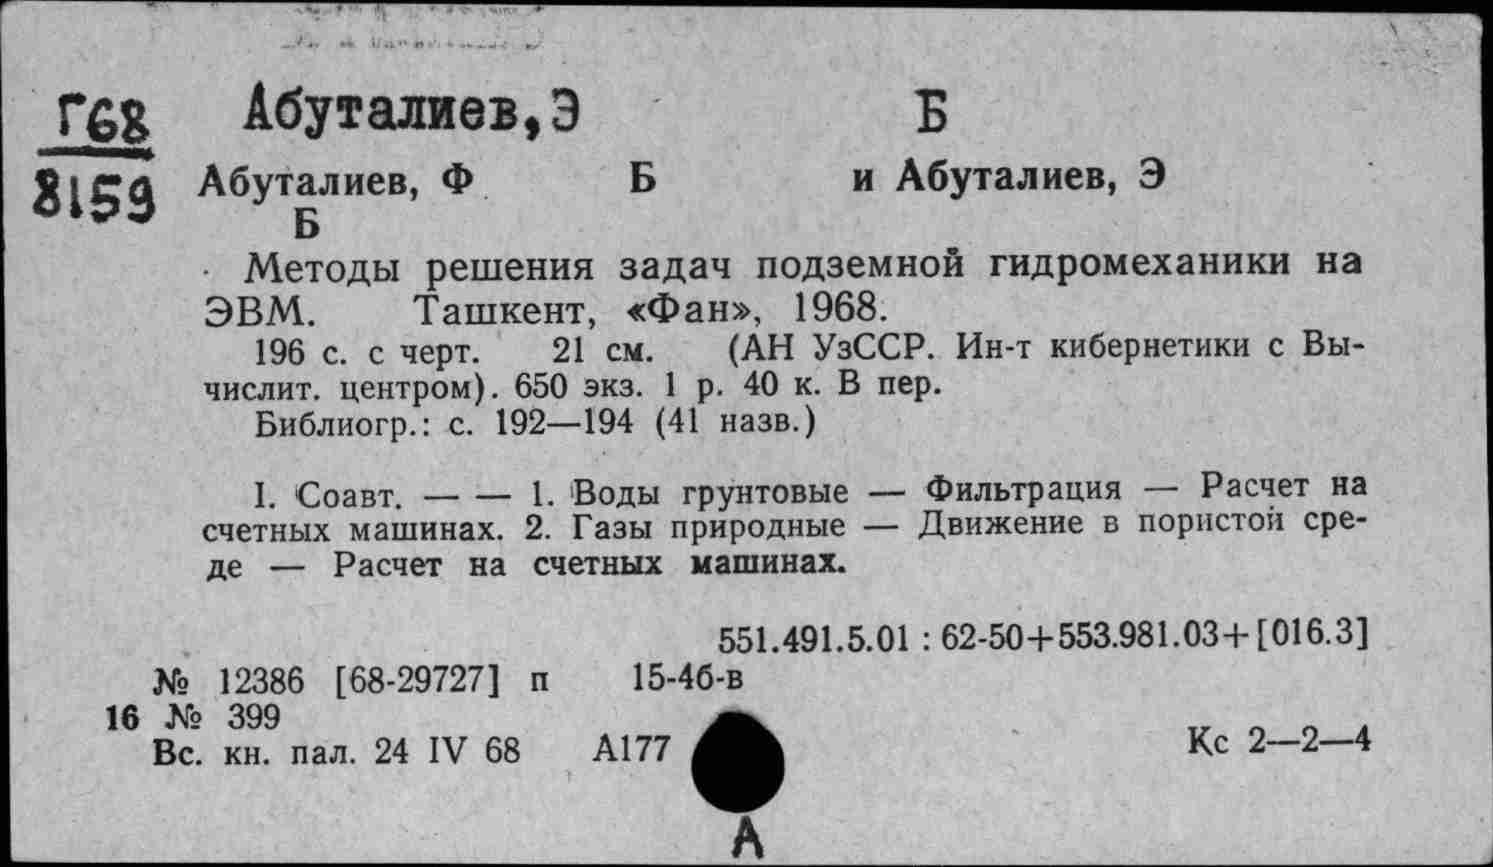 Г68 Абуталиев, Э Б
8159 Абуталиев, Ф Б и Абуталиев, Э
Б
Методы решения задач подземной гидромеханики на
ЭВМ. Ташкент, «Фан», 1968.
196 с. с черт. 21 см. (АН УзССР. Ин-т кибернетики с Вы-
числит. центром). 650 экз. 1 р. 40 к. В пер.
Библиогр.: с. 192—194 (41 назв.)
I. Соавт. — — 1. Воды грунтовые — Фильтрация — Расчет на
счетных машинах. 2. Газы природные — Движение в пористой сре-
де — Расчет на счетных машинах.
551.491.5.01 : 62-50+553.981.03+[016.3]
№ 12386 [68-29727] п 15-4б-в
16 № 399
Вс. кн. пал. 24 IV 68 А177 Кс 2—2—4
А